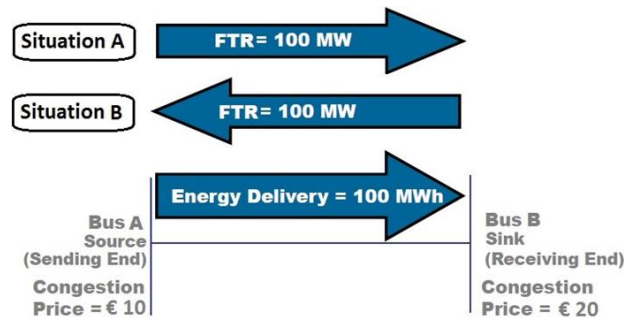 Situation A
FTR= 100 MW
Situation B
FTR= 100 MW
Energy Delivery = 100 MWh
Bus A
Source
(Sending End)
Congestion
Price = € 10
Bus B
Sink
(Receiving End)
Congestion
Price = € 20